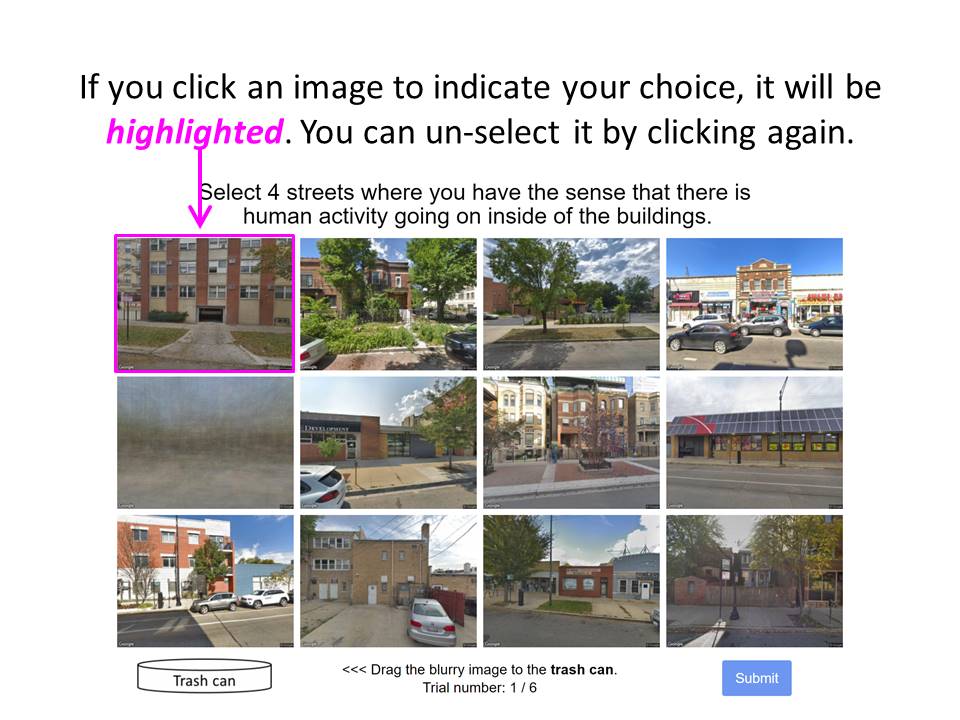 If you click an image to indicate your choice, it will be
highlighted. You can un-select it by clicking again.
Select 4 streets where you have the sense that there is
human activity going on inside of the buildings.
DEVELOPMENT
Trash can
<<< Drag the blurry image to the trash can.
Trial number: 1 / 6
Submit